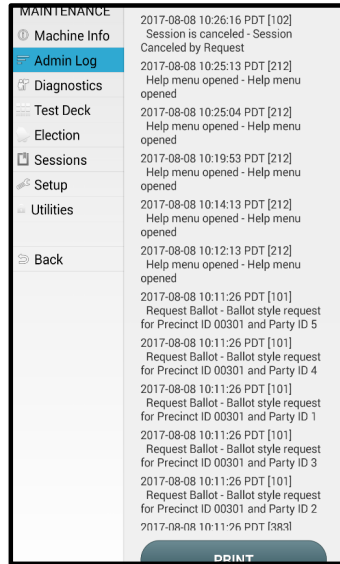 MAINTENANCE
Machine Info
Admin Log
Diagnostics
Test Deck
Election
Sessions
Setup
Utilities
Back
2017-08-08 10:26:16 PDT [102]
Session is canceled - Session
Canceled by Request
2017-08-08 10:25:13 PDT [212]
Help menu opened - Help menu
opened
2017-08-08 10:25:04 PDT [212]
Help menu opened - Help menu
opened
2017-08-08 10:19:53 PDT [212]
Help menu opened - Help menu
opened
2017-08-08 10:14:13 PDT [212]
Help menu opened - Help menu
opened
2017-08-08 10:12:13 PDT [212]
Help menu opened - Help menu
opened
2017-08-08 10:11:26 PDT [101]
Request Ballot - Ballot style request
for Precinct ID 00301 and Party ID 5
2017-08-08 10:11:26 PDT [101]
Request Ballot - Ballot style request
for Precinct ID 00301 and Party ID 4
2017-08-08 10:11:26 PDT [101]
Request Ballot - Ballot style request
for Precinct ID 00301 and Party ID 1
2017-08-08 10:11:26 PDT [101]
Request Ballot - Ballot style request
for Precinct ID 00301 and Party ID 3
2017-08-08 10:11:26 PDT [101]
Request Ballot - Ballot style request
for Precinct ID 00301 and Party ID 2
2017-08-08 10:11:26 PDT [383]
PRINT